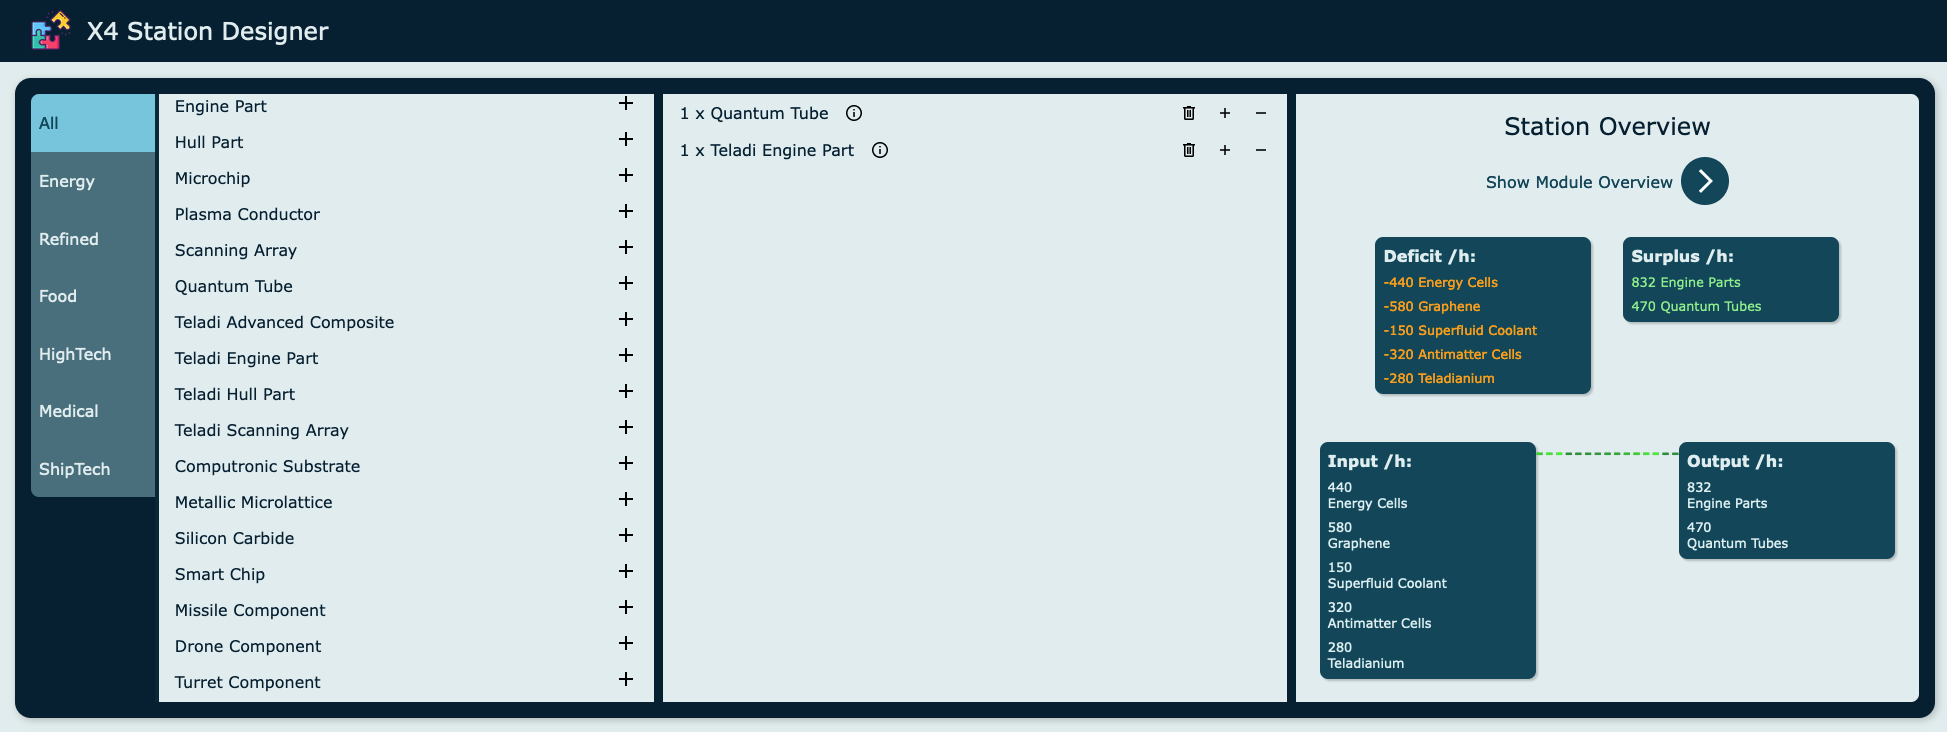 X4 Station Designer
All
Energy
Refined
Food
HighTech
Medical
ShipTech
Engine Part
Hull Part
Microchip
Plasma Conductor
Scanning Array
Quantum Tube
Teladi Advanced Composite
Teladi Engine Part
Teladi Hull Part
Teladi Scanning Array
Computronic Substrate
Metallic Microlattice
Silicon Carbide
Smart Chip
Missile Component
Drone Component
Turret Component
1 x Quantum Tube
1 x Teladi Engine Part
Station Overview
Show Module Overview
Deficit /h:
-440 Energy Cells
-580 Graphene
-150 Superfluid Coolant
-320 Antimatter Cells
-280 Teladianium
Surplus /h:
832 Engine Parts
470 Quantum Tubes
Input /h:
440
Energy Cells
580
Graphene
150
Superfluid Coolant
320
Antimatter Cells
280
Teladianium
Output /h:
832
Engine Parts
470
Quantum Tubes